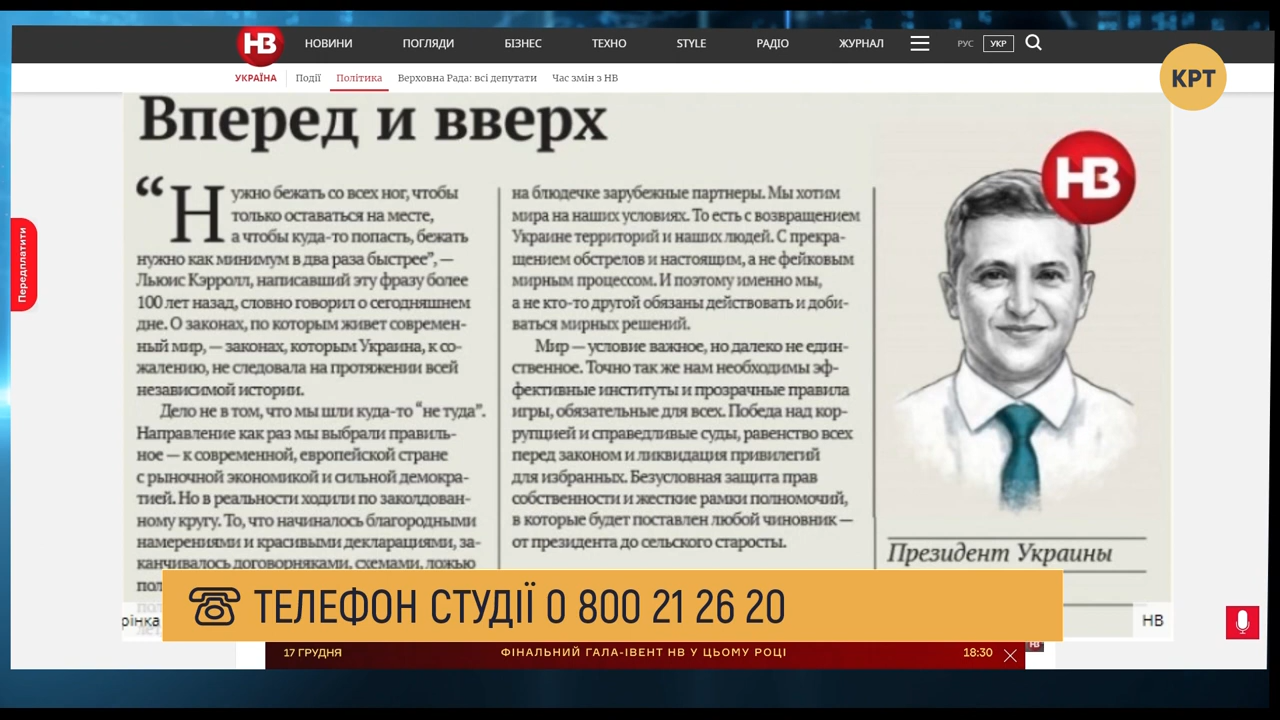 НВ
НОВИНИ
ПОГЛЯДИ
БІЗНЕС
ТЕХНО
STYLE
РАДІО
ЖУРНАЛ
РУС
УКР
УКРАЇНА
Події
Політика
Верховна Рада: всі депутати
Час змін з НВ
КРТ
Передплатити
Вперед и вверх
“Нужно бежать со всех ног, чтобы
только оставаться на месте,
а чтобы куда-то попасть, бежать
нужно как минимум в два раза быстрее”, —
Льюис Кэрролл, написавший эту фразу более
100 лет назад, словно говорил о сегодняшнем
дне. О законах, по которым живет современ-
ный мир, — законах, которым Украина, к со-
жалению, не следовала на протяжении всей
независимой истории.
Дело не в том, что мы шли куда-то “не туда”.
Направление как раз мы выбрали правиль-
ное — к современной, европейской стране
с рыночной экономикой и сильной демокра-
тией. Но в реальности ходили по заколдован-
ному кругу. То, что начиналось благородными
намерениями и красивыми декларациями, за-
канчивалось договорняками, схемами, ложью
на блюдечке зарубежные партнеры. Мы хотим
мира на наших условиях. То есть с возвращением
Украине территорий и наших людей. С прекра-
щением обстрелов и настоящим, а не фейковым
мирным процессом. И поэтому именно мы,
а не кто-то другой обязаны действовать и доби-
ваться мирных решений.
Мир — условие важное, но далеко не един-
ственное. Точно так же нам необходимы эф-
фективные институты и прозрачные правила
игры, обязательные для всех. Победа над кор-
рупцией и справедливые суды, равенство всех
перед законом и ликвидация привилегий
для избранных. Безусловная защита прав
собственности и жесткие рамки полномочий,
в которые будет поставлен любой чиновник —
от президента до сельского старосты.
НВ
Президент Украины
рінка
НВ
ТЕЛЕФОН СТУДІЇ 0 800 21 26 20
17 ГРУДНЯ
ФІНАЛЬНИЙ ГАЛА-ІВЕНТ НВ У ЦЬОМУ РОЦІ
18:30
НВ